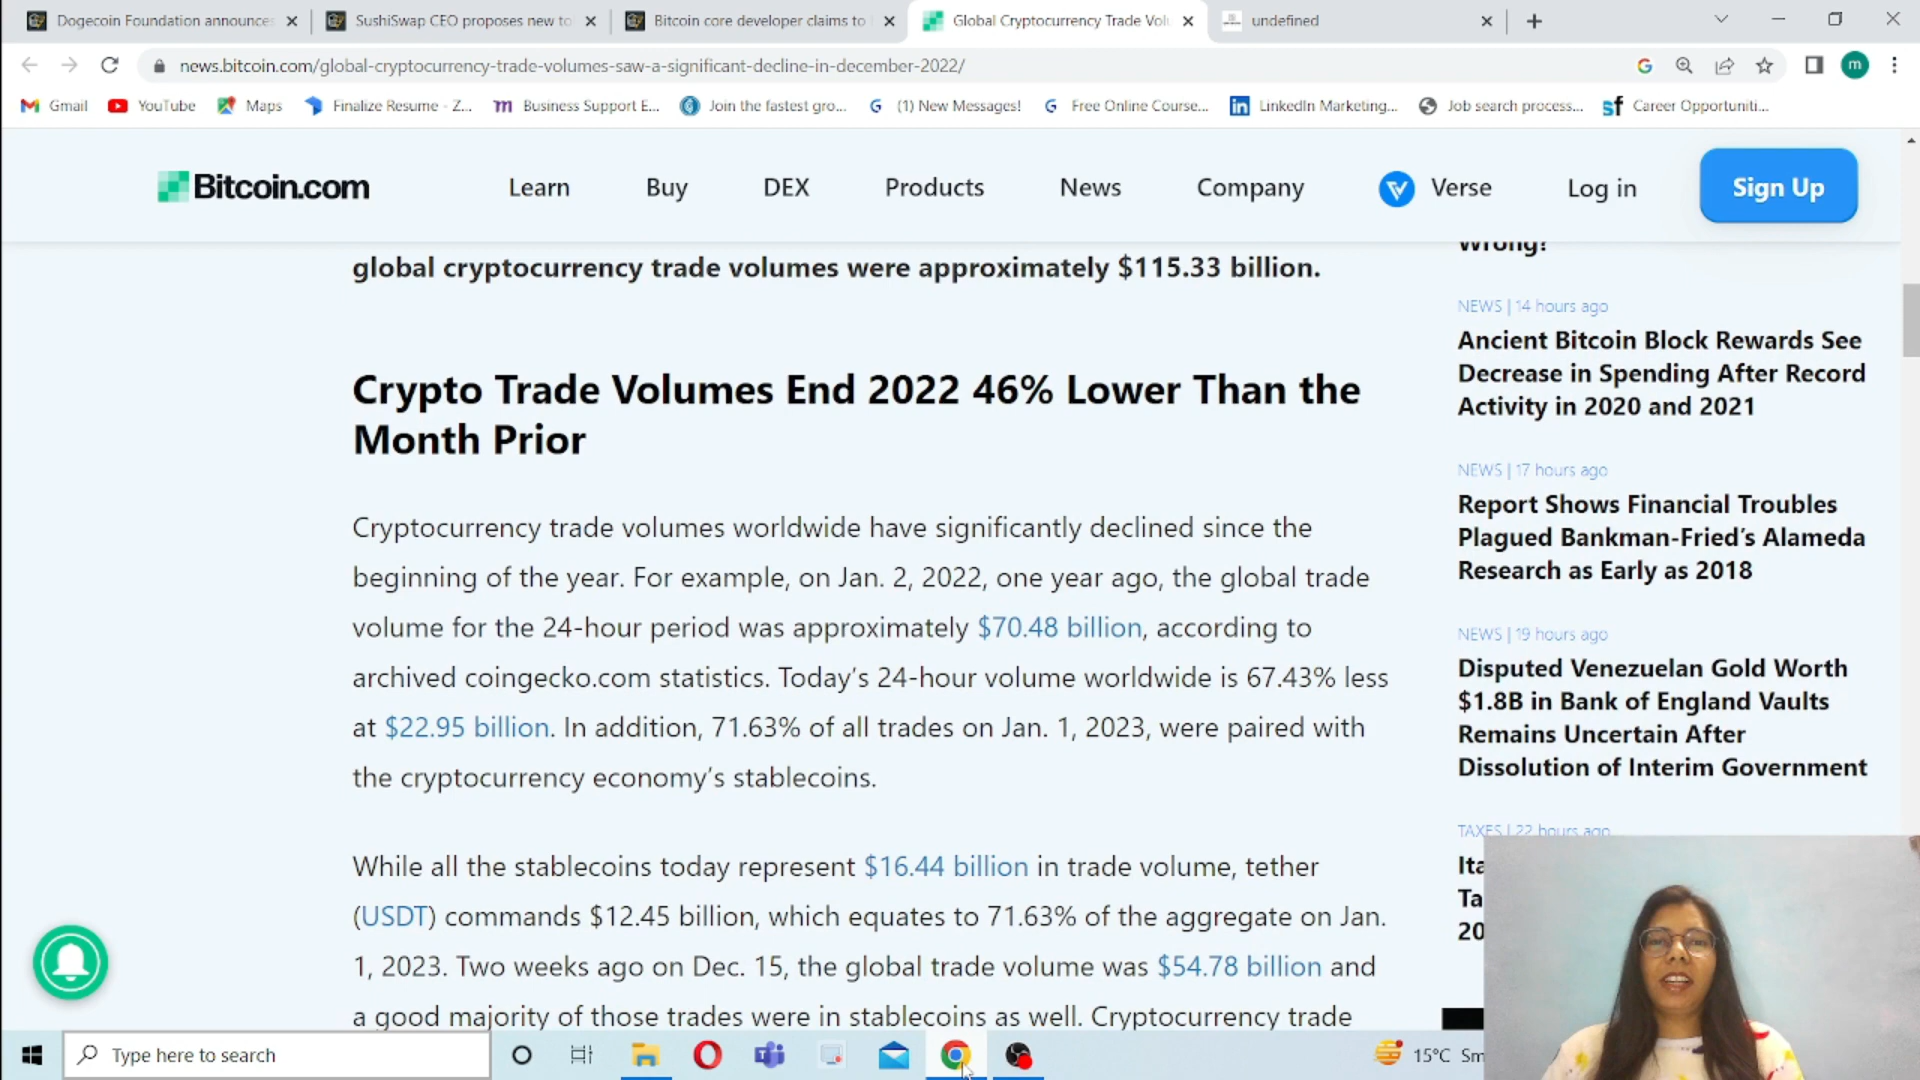 Dogecoin Foundation announces
SushiSwap CEO proposes new to
Bitcoin core developer claims to
Global Cryptocurrency Trade Volu
undefined
news.bitcoin.com/global-cryptocurrency-trade-volumes-saw-a-significant-decline-in-december-2022/
m
Gmail
YouTube
Maps
Finalize Resume - Z...
Business Support E...
Join the fastest gro...
(1) New Messages!
Free Online Course...
LinkedIn Marketing...
Job search process...
Career Opportuniti...
Bitcoin.com
Learn
Buy
DEX
Products
News
Company
Verse
Log in
Sign Up
global cryptocurrency trade volumes were approximately $115.33 billion.
Crypto Trade Volumes End 2022 46% Lower Than the
Month Prior
Cryptocurrency trade volumes worldwide have significantly declined since the
beginning of the year. For example, on Jan. 2, 2022, one year ago, the global trade
volume for the 24-hour period was approximately $70.48 billion, according to
archived coingecko.com statistics. Today's 24-hour volume worldwide is 67.43% less
at $22.95 billion. In addition, 71.63% of all trades on Jan. 1, 2023, were paired with
the cryptocurrency economy's stablecoins.
While all the stablecoins today represent $16.44 billion in trade volume, tether
(USDT) commands $12.45 billion, which equates to 71.63% of the aggregate on Jan.
1, 2023. Two weeks ago on Dec. 15, the global trade volume was $54.78 billion and
a good majority of those trades were in stablecoins as well. Cryptocurrency trade
Wrong?
NEWS | 14 hours ago
Ancient Bitcoin Block Rewards See
Decrease in Spending After Record
Activity in 2020 and 2021
NEWS | 17 hours ago
Report Shows Financial Troubles
Plagued Bankman-Fried's Alameda
Research as Early as 2018
NEWS | 19 hours ago
Disputed Venezuelan Gold Worth
$1.8B in Bank of England Vaults
Remains Uncertain After
Dissolution of Interim Government
TAXES | 22 hours ago
Ita
Ta
20
Type here to search
15°C Sm